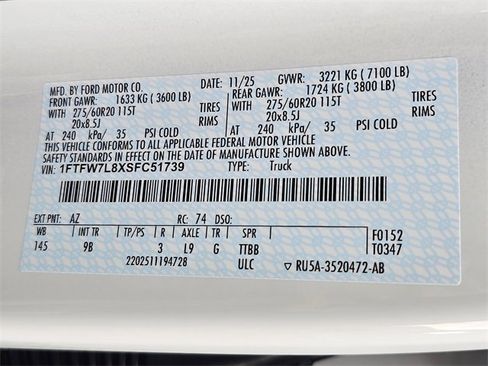 MFD. BY FORD MOTOR CO. DATE: 11/25 GVWR: 3221 KG ( 7100 LB)
FRONT GAWR: 1633 KG ( 3600 LB) REAR GAWR: 1724 KG ( 3800 LB)
WITH 275/60R20 115T TIRES WITH 275/60R20 115T TIRES
20x8.5J RIMS 20x8.5J RIMS
AT 240 kPa/ 35 PSI COLD AT 240 kPa/ 35 PSI COLD
THIS VEHICLE CONFORMS TO ALL APPLICABLE FEDERAL MOTOR VEHICLE
SAFETY STANDARDS IN EFFECT ON THE DATE OF MANUFACTURE SHOWN ABOVE.
VIN: 1FTFW7L8XSFC51739 TYPE: Truck
EXT PNT: AZ RC: 74 DSO:
WB INT TR TP/PS R AXLE TR SPR F0152
145 9B 3 L9 G TTBB T0347
2202511194728 ULC ▽ RU5A-3520472-AB